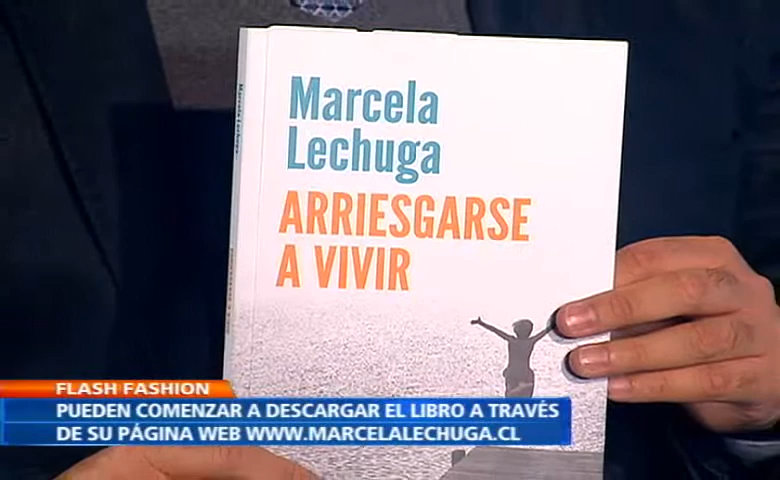 Marcela
Lechuga
ARRIESGARSE
A VIVIR
FLASH FASHION
PUEDEN COMENZAR A DESCARGAR EL LIBRO A TRAVÉS
DE SU PÁGINA WEB WWW.MARCELALECHUGA.CL